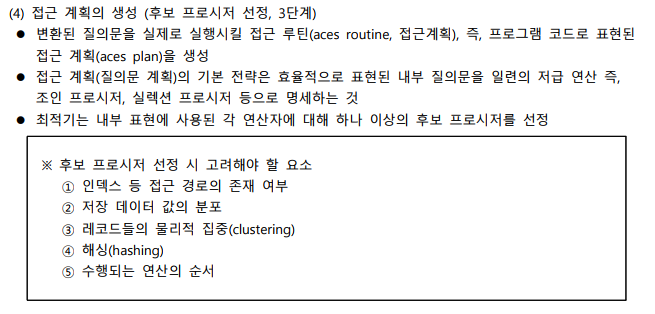 (4) 접근 계획의 생성 (후보 프로시저 선정, 3단계)
● 변환된 질의문을 실제로 실행시킬 접근 루틴(aces routine, 접근계획), 즉, 프로그램 코드로 표현된
접근 계획(aces plan)을 생성
● 접근 계획(질의문 계획)의 기본 전략은 효율적으로 표현된 내부 질의문을 일련의 저급 연산 즉,
조인 프로시저, 실렉션 프로시저 등으로 명세하는 것
● 최적기는 내부 표현에 사용된 각 연산자에 대해 하나 이상의 후보 프로시저를 선정
※ 후보 프로시저 선정 시 고려해야 할 요소
① 인덱스 등 접근 경로의 존재 여부
② 저장 데이터 값의 분포
③ 레코드들의 물리적 집중(clustering)
④ 해싱(hashing)
⑤ 수행되는 연산의 순서